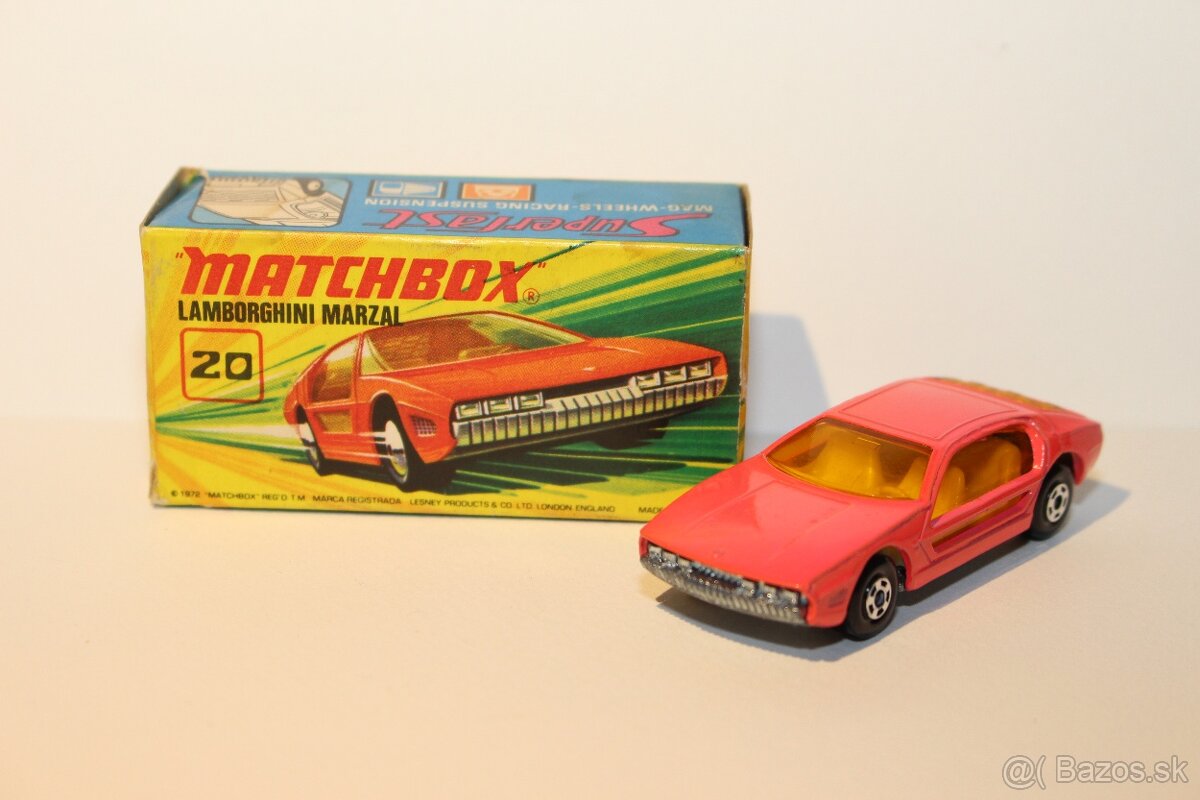 Superfast
MAG-WHEELS-RACING SUSPENSION
"MATCHBOX"®
LAMBORGHINI MARZAL
20
© 1972 "MATCHBOX" REG'D. T.M. MARCA REGISTRADA LESNEY PRODUCTS & CO. LTD. LONDON, ENGLAND MADE
@( Bazos.sk